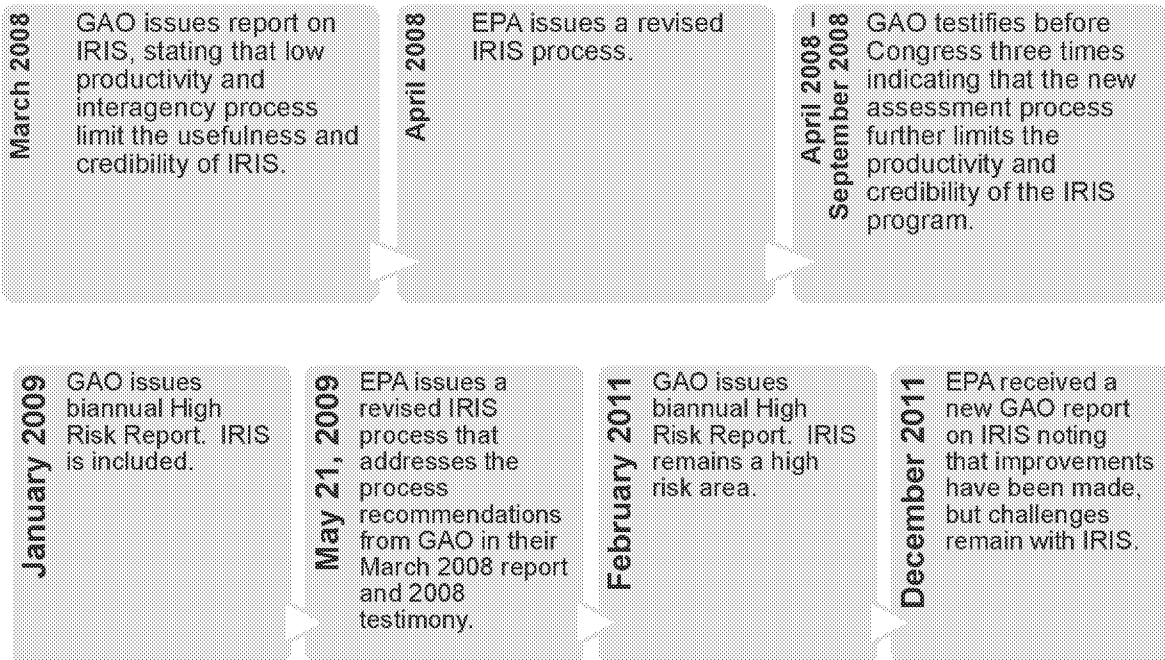 March 2008
GAO issues report on
IRIS, stating that low
productivity and
interagency process
limit the usefulness and
credibility of IRIS.
April 2008
EPA issues a revised
IRIS process.
April 2008 –
September 2008
GAO testifies before
Congress three times
indicating that the new
assessment process
further limits the
productivity and
credibility of the IRIS
program.
January 2009
GAO issues
biannual High
Risk Report.  IRIS
is included.
May 21, 2009
EPA issues a
revised IRIS
process that
addresses the
process
recommendations
from GAO in their
March 2008 report
and 2008
testimony.
February 2011
GAO issues
biannual High
Risk Report.  IRIS
remains a high
risk area.
December 2011
EPA received a
new GAO report
on IRIS noting
that improvements
have been made,
but challenges
remain with IRIS.